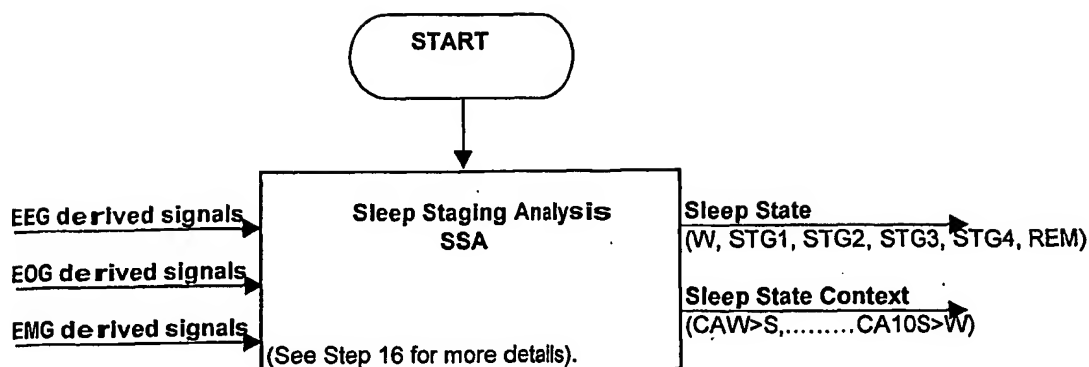 START
EEG derived signals
EOG derived signals
EMG derived signals
Sleep Staging Analysis
SSA
(See Step 16 for more details).
Sleep State
(W, STG1, STG2, STG3, STG4, REM)
Sleep State Context
(CAW>S,.........CA10S>W)